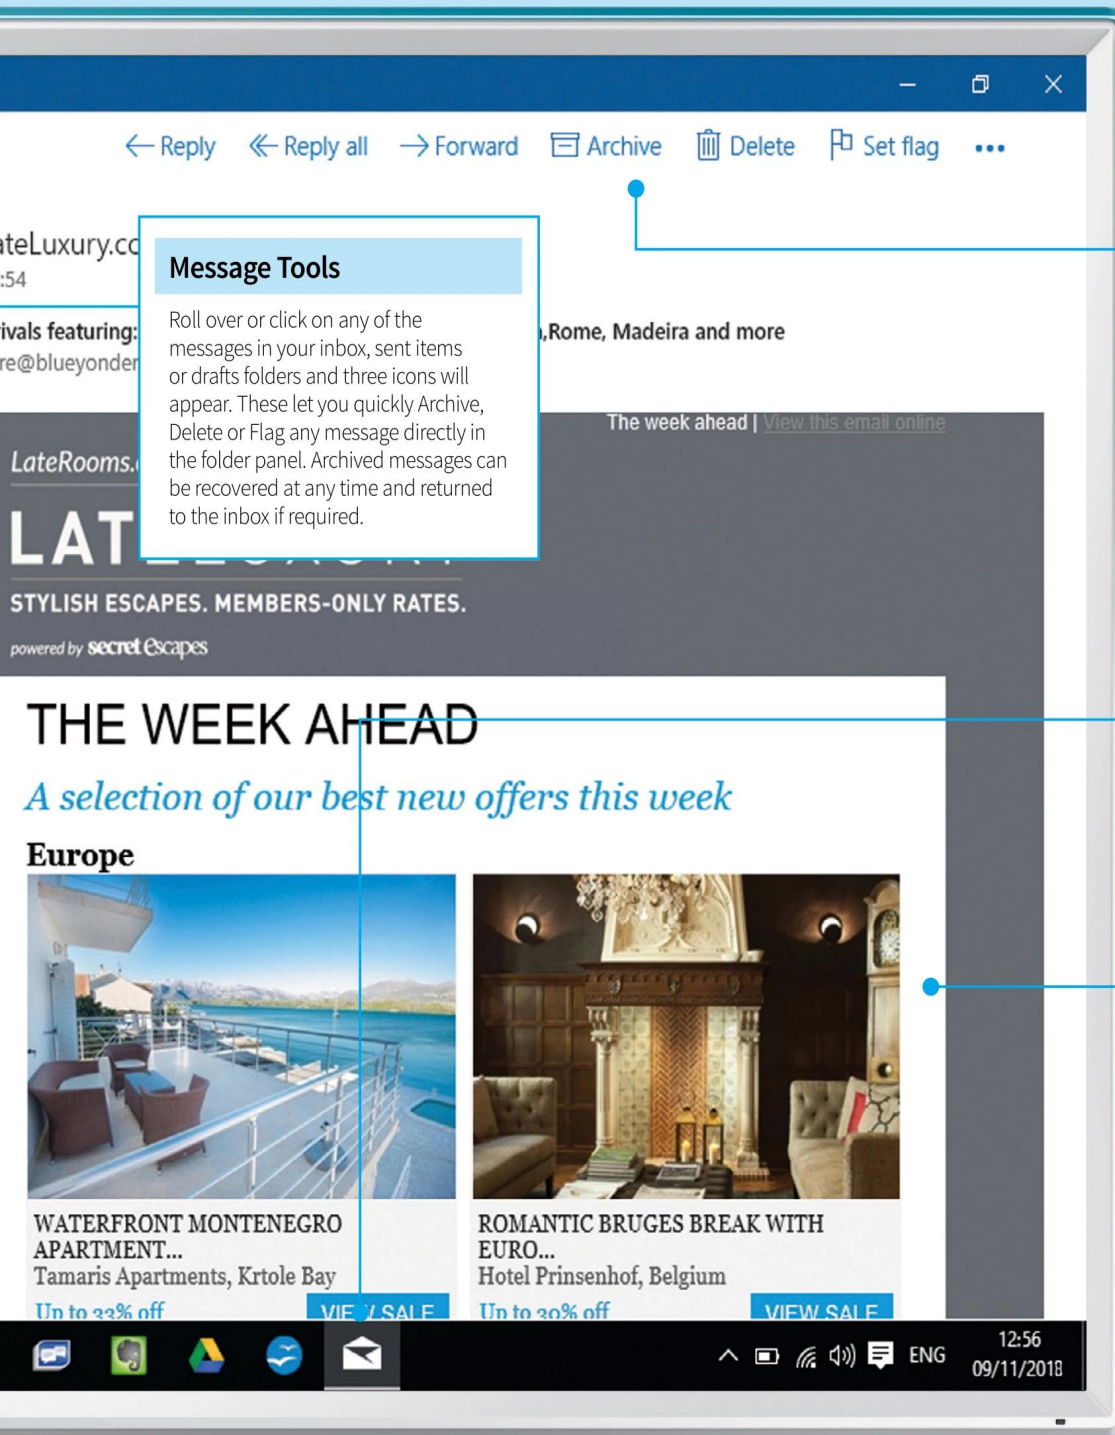 Reply Reply all Forward Archive Delete Set flag
ateLuxury.co
:54
Message Tools
Roll over or click on any of the
messages in your inbox, sent items
or drafts folders and three icons will
appear. These let you quickly Archive,
Delete or Flag any message directly in
the folder panel. Archived messages can
be recovered at any time and returned
to the inbox if required.
ivals featuring: ,Rome, Madeira and more
re@blueyonder
The week ahead | View this email online
LateRooms.
LAT
STYLISH ESCAPES. MEMBERS-ONLY RATES.
powered by secret escapes
THE WEEK AHEAD
A selection of our best new offers this week
Europe
WATERFRONT MONTENEGRO
APARTMENT...
Tamaris Apartments, Krtole Bay
Up to 33% off VIEW SALE
ROMANTIC BRUGES BREAK WITH
EURO...
Hotel Prinsenhof, Belgium
Up to 30% off VIEW SALE
ENG
12:56
09/11/2018